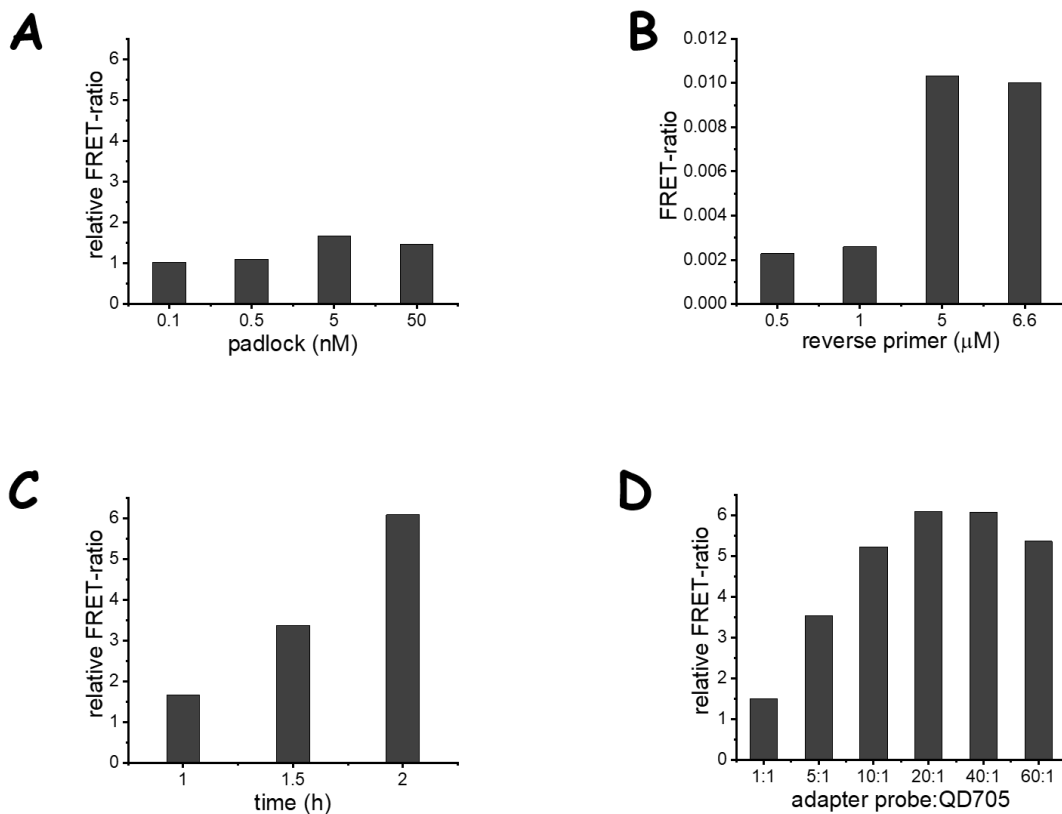 A
relative FRET-ratio
6
5
4
3
2
1
0
0.1 0.5 5 50
padlock (nM)
B
FRET-ratio
0.012
0.010
0.008
0.006
0.004
0.002
0.000
0.5 1 5 6.6
reverse primer (μM)
C
relative FRET-ratio
6
5
4
3
2
1
0
1 1.5 2
time (h)
D
relative FRET-ratio
6
5
4
3
2
1
0
1:1 5:1 10:1 20:1 40:1 60:1
adapter probe:QD705